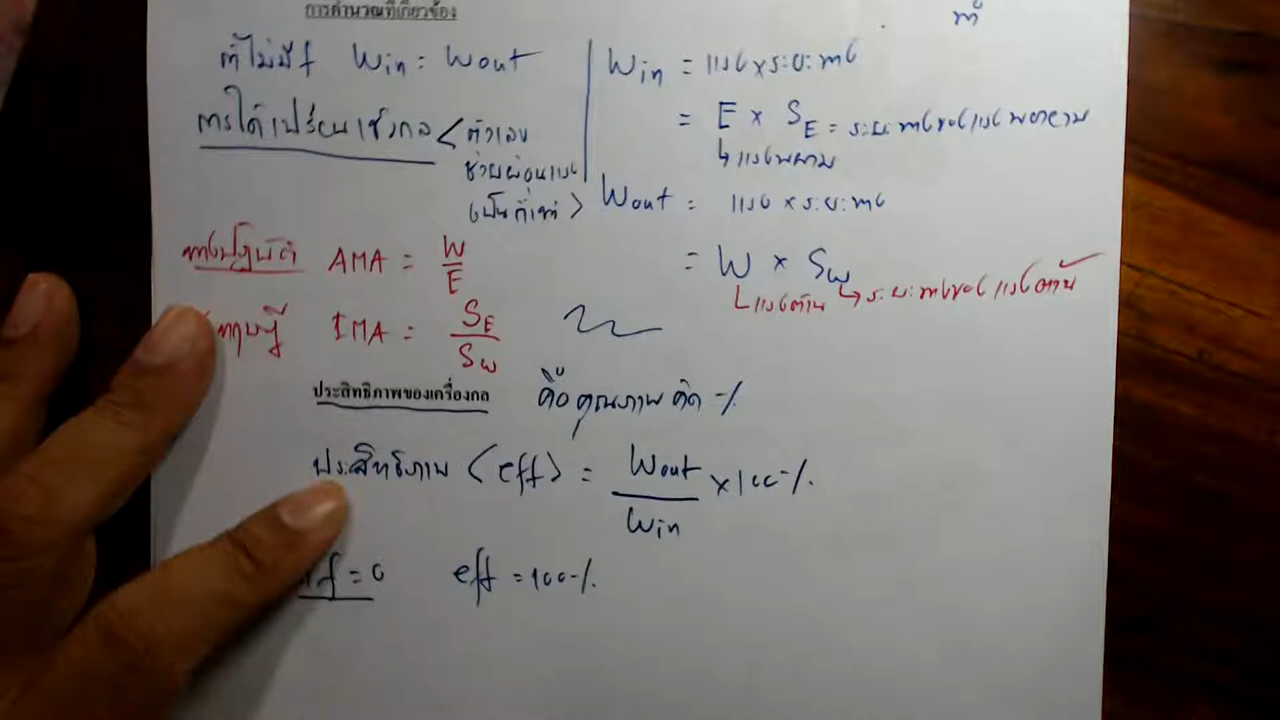 การคำนวณที่เกี่ยวข้อง
ถ้าไม่มี f Win = Wout
การได้เปรียบเชิงกล < ตัวเลข
ช่วยผ่อนแรง
เป็นกี่เท่า >
ทางปฏิบัติ AMA = W/E
ทฤษฎี IMA = SE/SW
Win = แรง × ระยะทาง
= E × SE = ระยะทางของแรงพยายาม
↳ แรงพยายาม
Wout = แรง × ระยะทาง
= W × SW
↳ แรงต้าน ↳ ระยะทางของแรงต้าน
ประสิทธิภาพของเครื่องกล คือคุณภาพ คิด %
ประสิทธิภาพ (eff) = Wout/Win × 100%
f = 0 eff = 100%